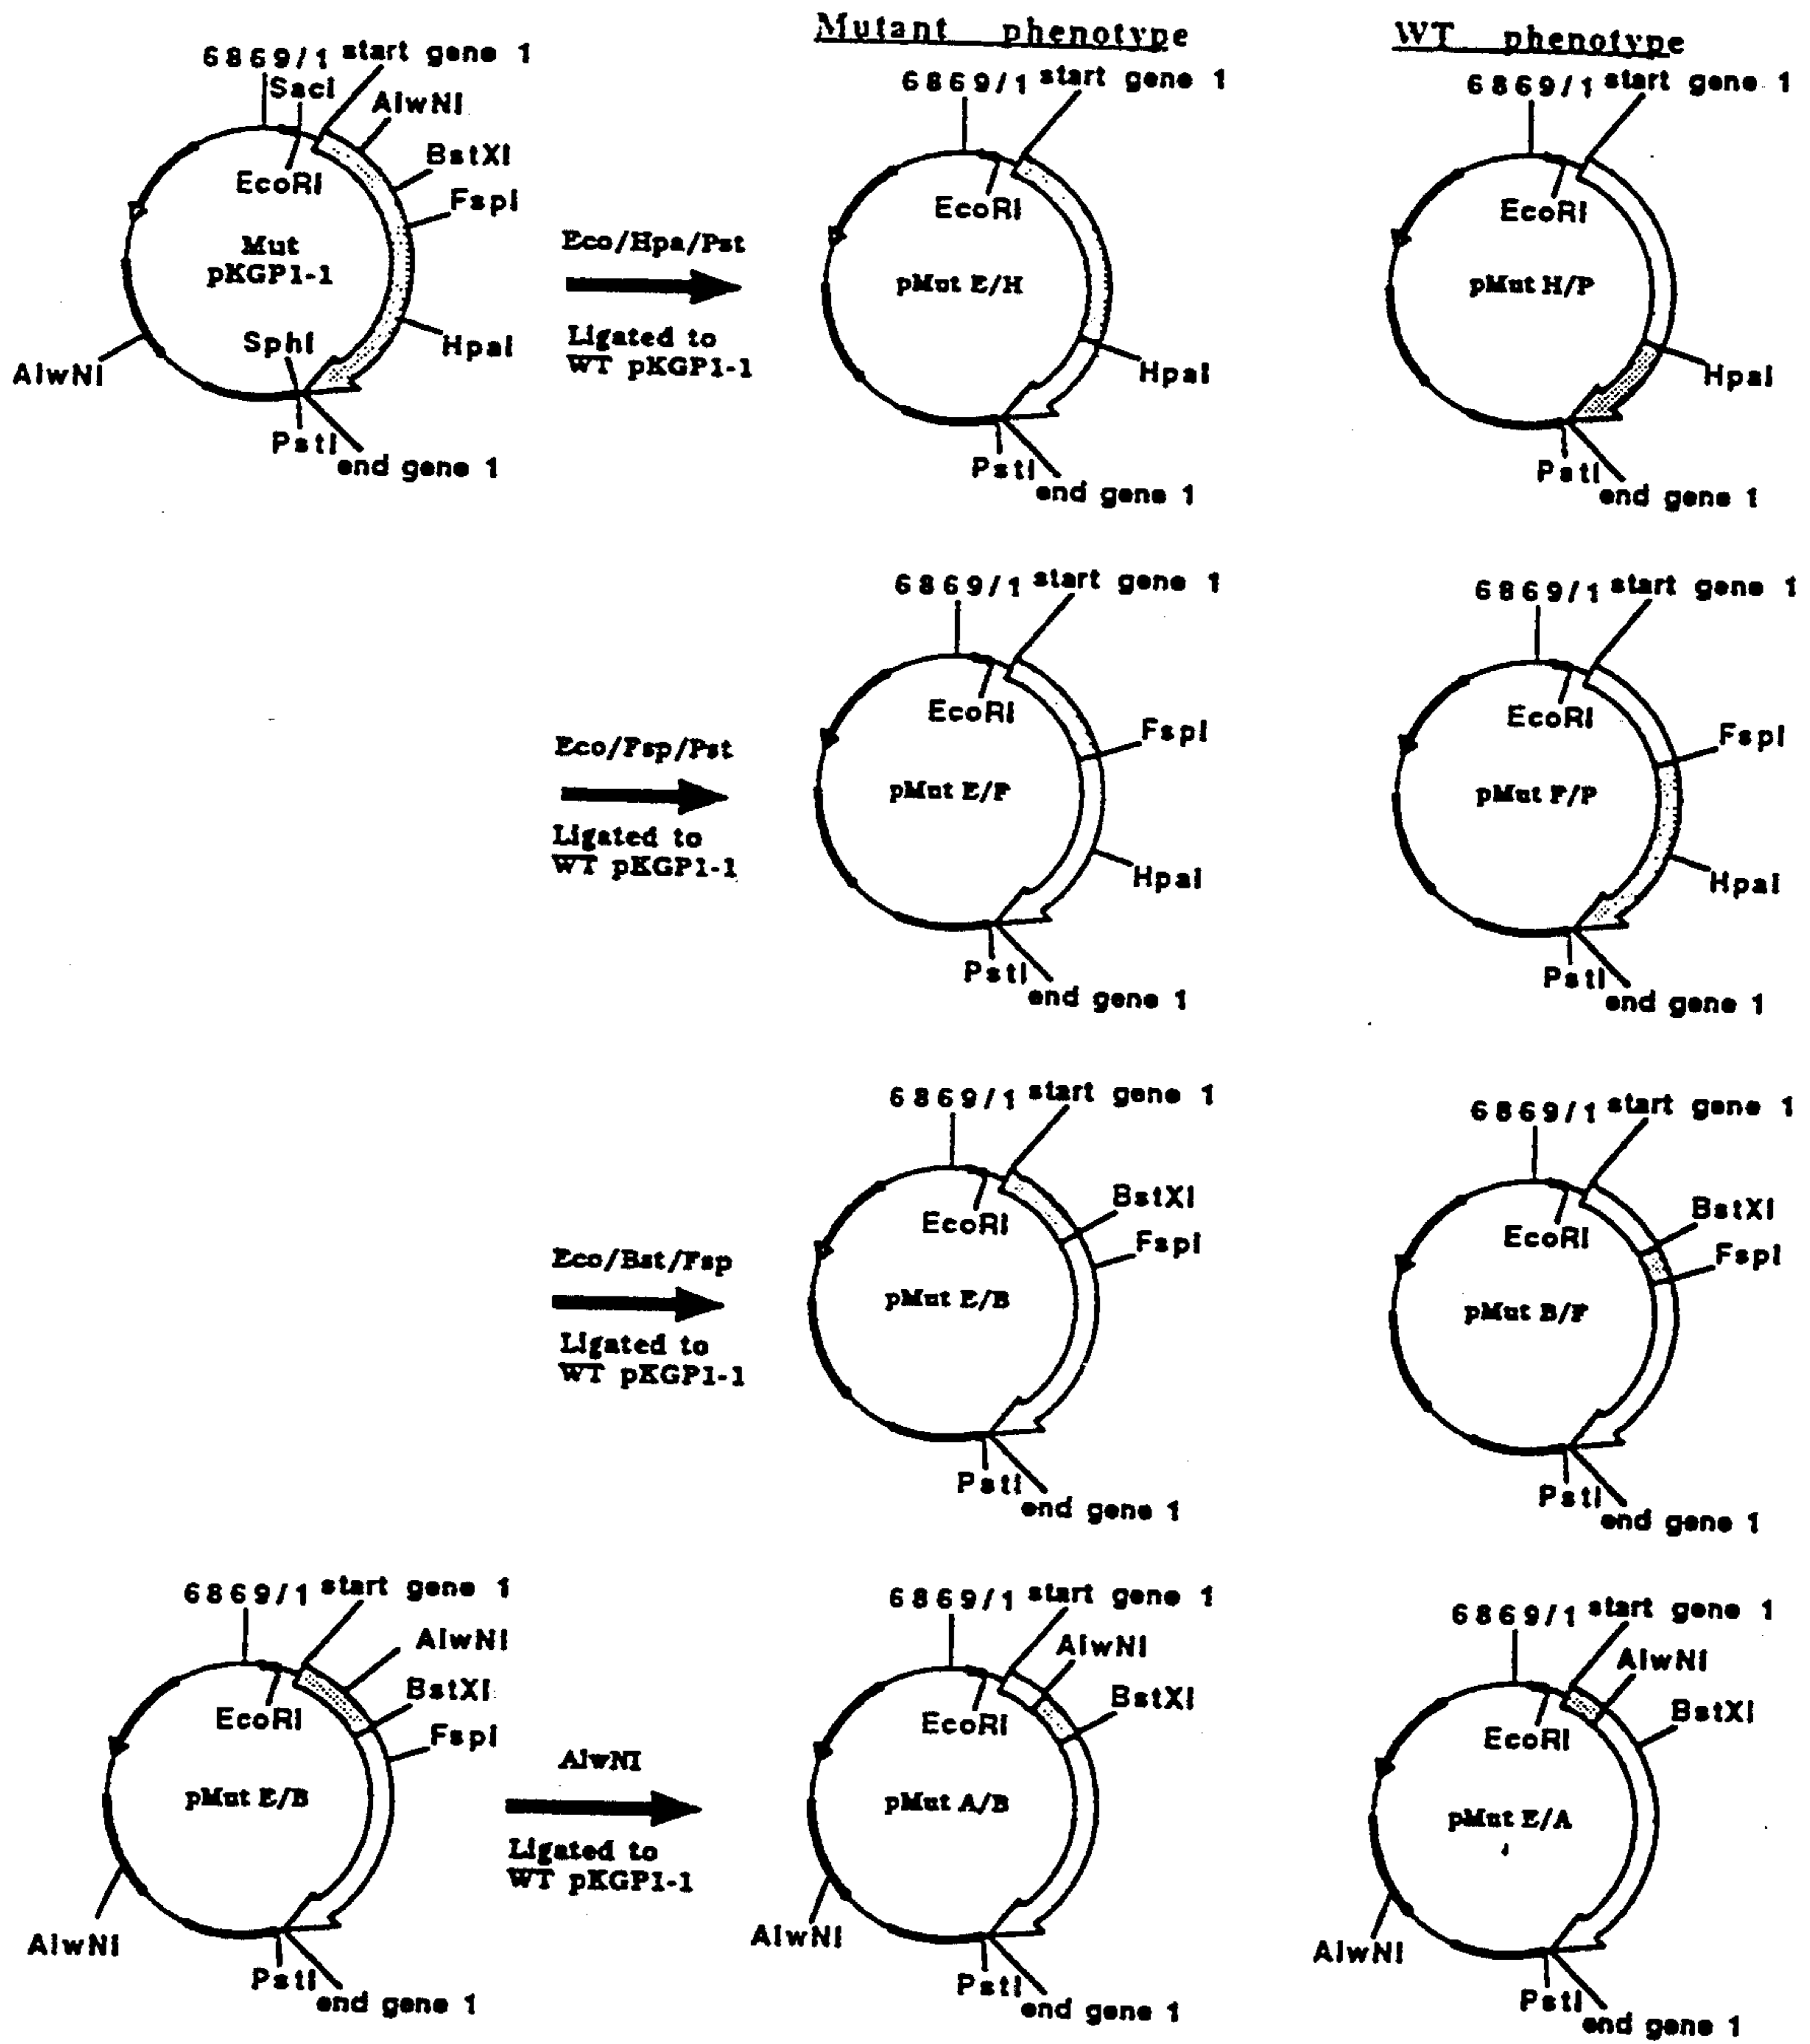 Mutant phenotype
WT phenotype
6869/1 start gene 1
SacI
AlwNI
BstXI
EcoRI
FspI
Mut
pKGP1-1
SphI
HpaI
AlwNI
PstI
end gene 1
Eco/Hpa/Pst
Ligated to
WT pKGP1-1
6869/1 start gene 1
EcoRI
pMut E/H
HpaI
PstI
end gene 1
6869/1 start gene 1
EcoRI
pMut H/P
HpaI
PstI
end gene 1
Eco/Fsp/Pst
Ligated to
WT pKGP1-1
6869/1 start gene 1
EcoRI
FspI
pMut E/F
HpaI
PstI
end gene 1
6869/1 start gene 1
EcoRI
FspI
pMut F/P
HpaI
PstI
end gene 1
Eco/Bst/Fsp
Ligated to
WT pKGP1-1
6869/1 start gene 1
BstXI
EcoRI
FspI
pMut E/B
PstI
end gene 1
6869/1 start gene 1
BstXI
EcoRI
FspI
pMut B/F
PstI
end gene 1
6869/1 start gene 1
AlwNI
BstXI
EcoRI
FspI
pMut E/B
AlwNI
PstI
end gene 1
AlwNI
Ligated to
WT pKGP1-1
6869/1 start gene 1
AlwNI
BstXI
EcoRI
pMut A/B
AlwNI
PstI
end gene 1
6869/1 start gene 1
AlwNI
BstXI
EcoRI
pMut E/A
AlwNI
PstI
end gene 1